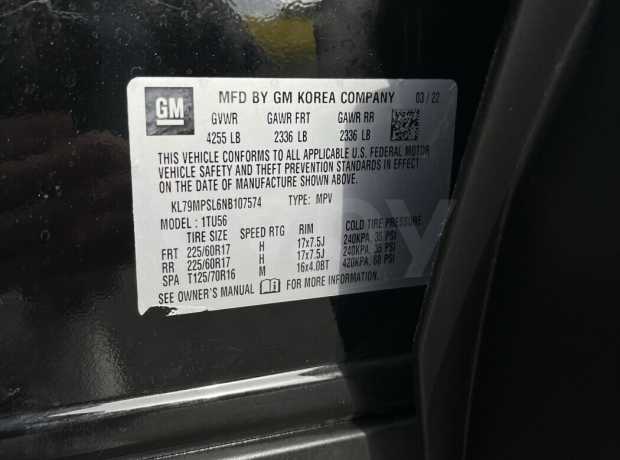 GM
MFD BY GM KOREA COMPANY 03 / 22
GVWR GAWR FRT GAWR RR
4255 LB 2336 LB 2336 LB
THIS VEHICLE CONFORMS TO ALL APPLICABLE U.S. FEDERAL MOTOR
VEHICLE SAFETY AND THEFT PREVENTION STANDARDS IN EFFECT
ON THE DATE OF MANUFACTURE SHOWN ABOVE.
KL79MPSL6NB107574 TYPE: MPV
MODEL: 1TU56
TIRE SIZE SPEED RTG RIM COLD TIRE PRESSURE
FRT 225/60R17 H 17x7.5J 240KPA, 35 PSI
RR 225/60R17 H 17x7.5J 240KPA, 35 PSI
SPA T125/70R16 M 16x4.0BT 420KPA, 60 PSI
SEE OWNER'S MANUAL FOR MORE INFORMATION.